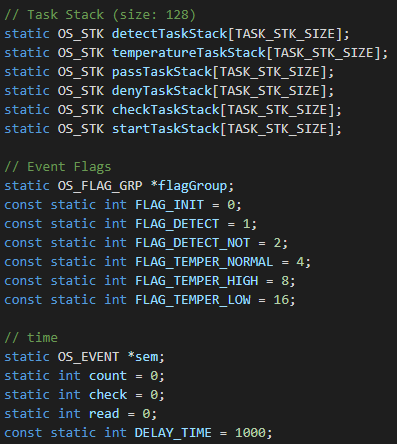 // Task Stack (size: 128)
static OS_STK detectTaskStack[TASK_STK_SIZE];
static OS_STK temperatureTaskStack[TASK_STK_SIZE];
static OS_STK passTaskStack[TASK_STK_SIZE];
static OS_STK denyTaskStack[TASK_STK_SIZE];
static OS_STK checkTaskStack[TASK_STK_SIZE];
static OS_STK startTaskStack[TASK_STK_SIZE];
// Event Flags
static OS_FLAG_GRP *flagGroup;
const static int FLAG_INIT = 0;
const static int FLAG_DETECT = 1;
const static int FLAG_DETECT_NOT = 2;
const static int FLAG_TEMPER_NORMAL = 4;
const static int FLAG_TEMPER_HIGH = 8;
const static int FLAG_TEMPER_LOW = 16;
// time
static OS_EVENT *sem;
static int count = 0;
static int check = 0;
static int read = 0;
const static int DELAY_TIME = 1000;